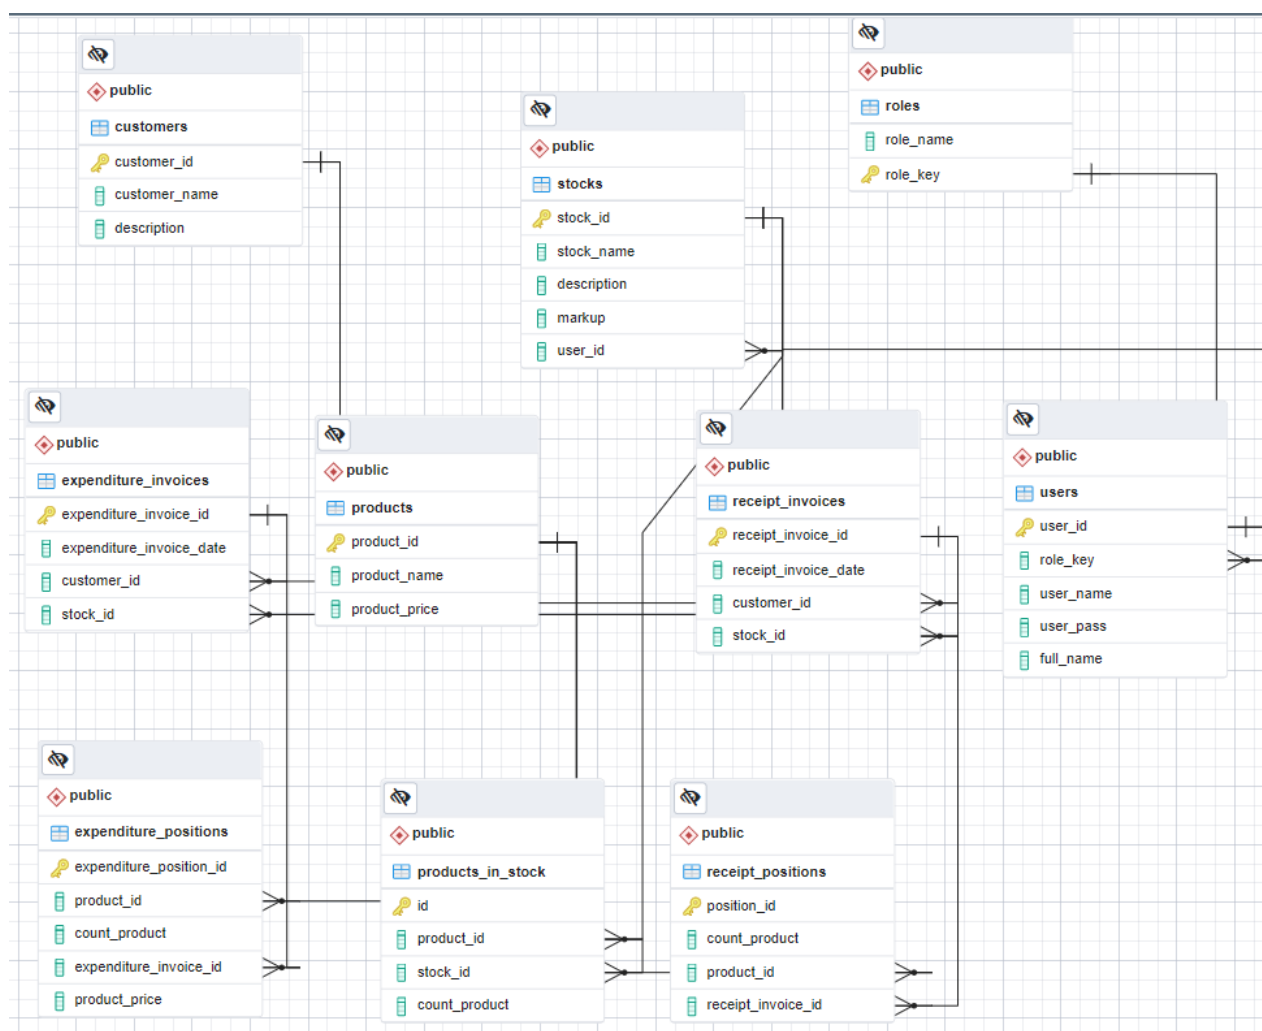 public
customers
customer_id
customer_name
description
public
stocks
stock_id
stock_name
description
markup
user_id
public
roles
role_name
role_key
public
expenditure_invoices
expenditure_invoice_id
expenditure_invoice_date
customer_id
stock_id
public
products
product_id
product_name
product_price
public
receipt_invoices
receipt_invoice_id
receipt_invoice_date
customer_id
stock_id
public
users
user_id
role_key
user_name
user_pass
full_name
public
expenditure_positions
expenditure_position_id
product_id
count_product
expenditure_invoice_id
product_price
public
products_in_stock
id
product_id
stock_id
count_product
public
receipt_positions
position_id
count_product
product_id
receipt_invoice_id